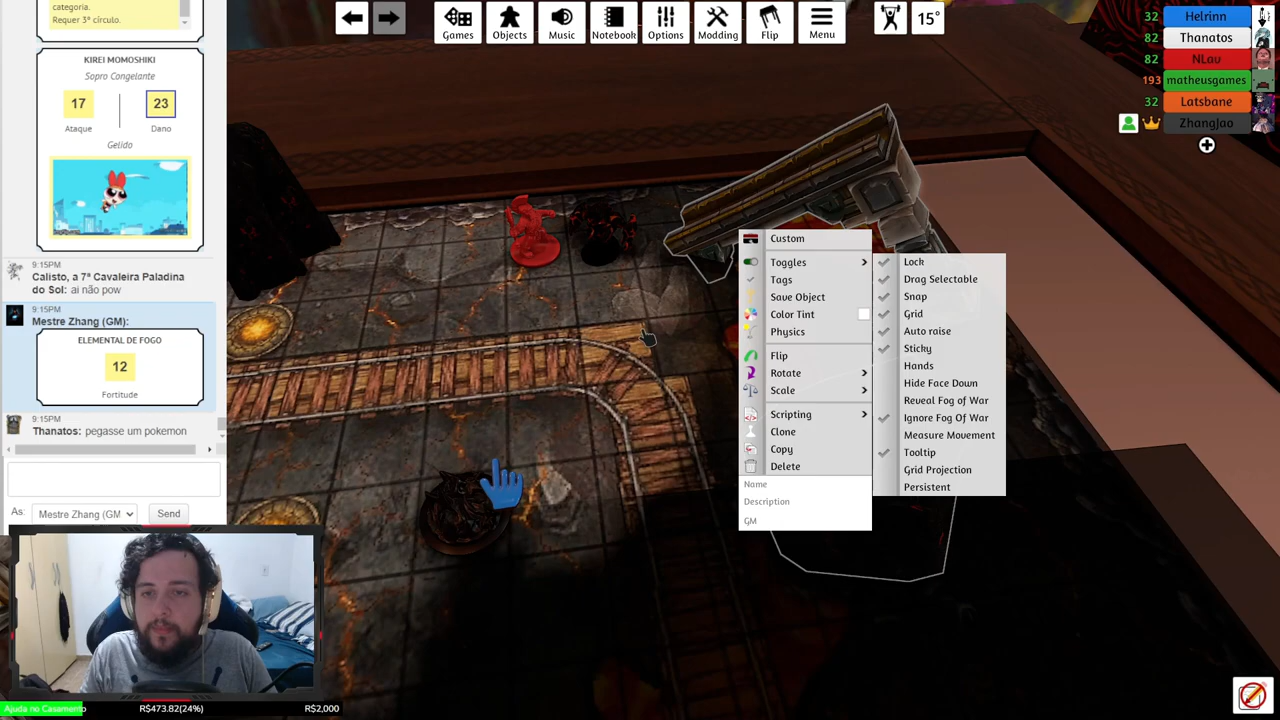 categoria.
Requer 3º círculo.
KIREI MOMOSHIKI
Sopro Congelante
17
23
Ataque
Dano
Gelido
9:15PM
Calisto, a 7ª Cavaleira Paladina
do Sol: ai não pow
9:15PM
Mestre Zhang (GM):
ELEMENTAL DE FOGO
12
Fortitude
9:15PM
Thanatos: pegasse um pokemon
As:
Mestre Zhang (GM
Send
Ajuda no Casamento
R$473.82(24%)
R$2,000
Games
Objects
Music
Notebook
Options
Modding
Flip
Menu
15°
32
Helrinn
82
Thanatos
82
NLav
193
matheusgames
32
Latsbane
ZhangJao
Custom
Toggles
Tags
Save Object
Color Tint
Physics
Flip
Rotate
Scale
Scripting
Clone
Copy
Delete
Name
Description
GM
Lock
Drag Selectable
Snap
Grid
Auto raise
Sticky
Hands
Hide Face Down
Reveal Fog of War
Ignore Fog Of War
Measure Movement
Tooltip
Grid Projection
Persistent